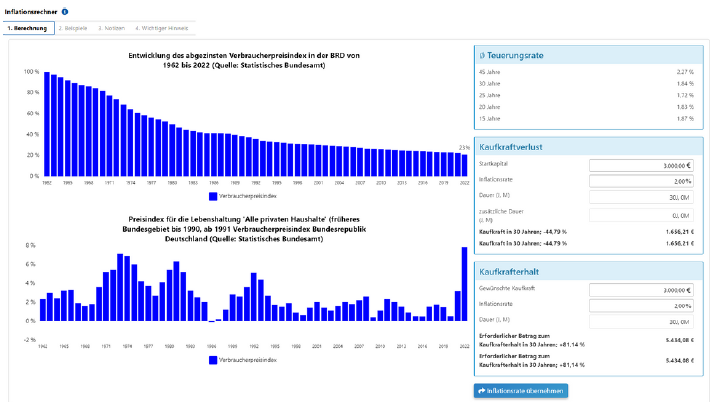 Inflationsrechner
1. Berechnung 2. Beispiele 3. Notizen 4. Wichtiger Hinweis
Entwicklung des abgezinsten Verbraucherpreisindex in der BRD von
1962 bis 2022 (Quelle: Statistisches Bundesamt)
100 %
80 %
60 %
40 %
20 %
0 %
23%
1962 1965 1968 1971 1974 1977 1980 1983 1986 1989 1992 1995 1998 2001 2004 2007 2010 2013 2016 2019 2022
Verbraucherpreisindex
Preisindex für die Lebenshaltung 'Alle privaten Haushalte' (früheres
Bundesgebiet bis 1990, ab 1991 Verbraucherpreisindex Bundesrepublik
Deutschland (Quelle: Statistisches Bundesamt)
8 %
6 %
4 %
2 %
0 %
-2 %
1962 1965 1968 1971 1974 1977 1980 1983 1986 1989 1992 1995 1998 2001 2004 2007 2010 2013 2016 2019 2022
Verbraucherpreisindex
Ø Teuerungsrate
45 Jahre 2,27 %
30 Jahre 1,84 %
25 Jahre 1,72 %
20 Jahre 1,83 %
15 Jahre 1,87 %
Kaufkraftverlust
Startkapital 3.000,00 €
Inflationsrate 2,00 %
Dauer (J, M) 30J, 0M
zusätzliche Dauer
(J, M) 0J, 0M
Kaufkraft in 30 Jahren; -44,79 % 1.656,21 €
Kaufkraft in 30 Jahren; -44,79 % 1.656,21 €
Kaufkrafterhalt
Gewünschte Kaufkraft 3.000,00 €
Inflationsrate 2,00 %
Dauer (J, M) 30J, 0M
Erforderlicher Betrag zum
Kaufkrafterhalt in 30 Jahren; +81,14 % 5.434,08 €
Erforderlicher Betrag zum
Kaufkrafterhalt in 30 Jahren; +81,14 % 5.434,08 €
Inflationsrate übernehmen